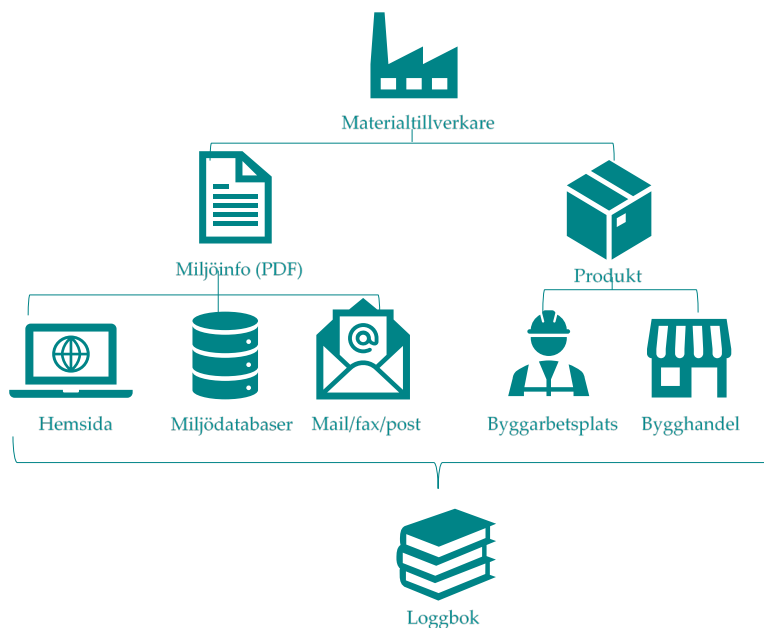 Materialtillverkare
Miljöinfo (PDF)
Produkt
@
Hemsida
Miljödatabaser
Mail/fax/post
Byggarbetsplats
Bygghandel
Loggbok